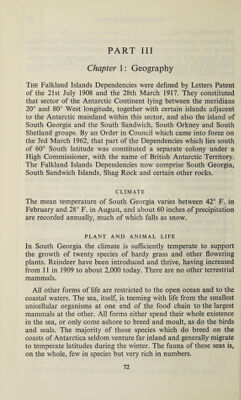 PART III
Chapter 1: Geography
THE Falkland Islands Dependencies were defined by Letters Patent
of the 21st July 1908 and the 28th March 1917. They constituted
that sector of the Antarctic Continent lying between the meridians
20° and 80° West longitude, together with certain islands adjacent
to the Antarctic mainland within this sector, and also the island of
South Georgia and the South Sandwich, South Orkney and South
Shetland groups. By an Order in Council which came into force on
the 3rd March 1962, that part of the Dependencies which lies south
of 60° South latitude was constituted a separate colony under a
High Commissioner, with the name of British Antarctic Territory.
The Falkland Islands Dependencies now comprise South Georgia,
South Sandwich Islands, Shag Rock and certain other rocks.
CLIMATE
The mean temperature of South Georgia varies between 42° F. in
February and 28° F. in August, and about 60 inches of precipitation
are recorded annually, much of which falls as snow.
PLANT AND ANIMAL LIFE
In South Georgia the climate is sufficiently temperate to support
the growth of twenty species of hardy grass and other flowering
plants. Reindeer have been introduced and thrive, having increased
from 11 in 1909 to about 2,000 today. There are no other terrestrial
mammals.
All other forms of life are restricted to the open ocean and to the
coastal waters. The sea, itself, is teeming with life from the smallest
unicellular organisms at one end of the food chain to the largest
mammals at the other. All forms either spend their whole existence
in the sea, or only come ashore to breed and moult, as do the birds
and seals. The majority of those species which do breed on the
coasts of Antarctica seldom venture far inland and generally migrate
to temperate latitudes during the winter. The fauna of these seas is,
on the whole, few in species but very rich in numbers.
72